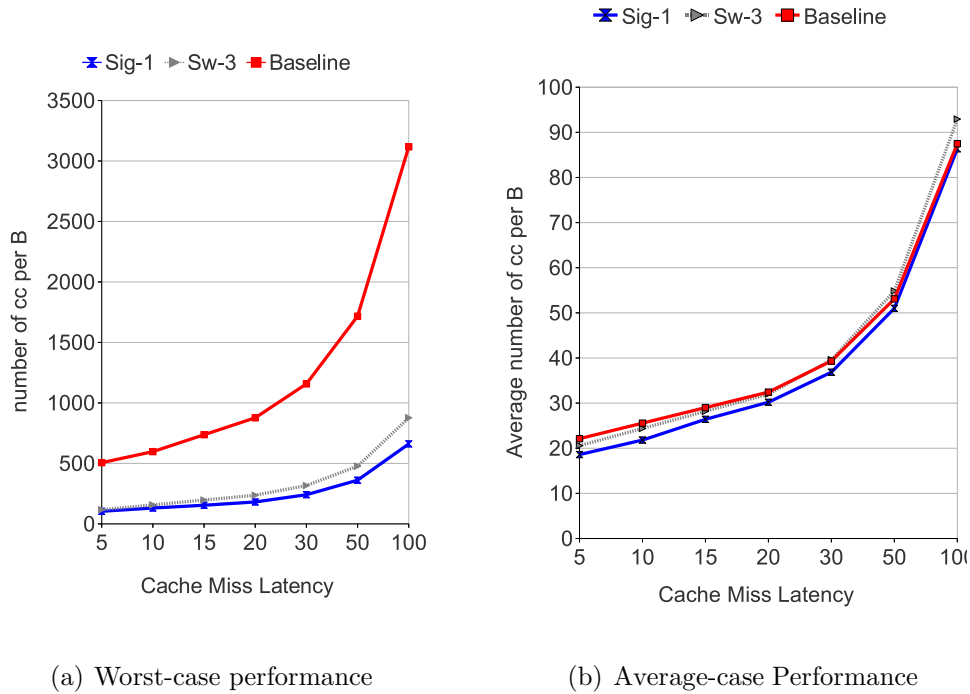 Sig-1 Sw-3 Baseline
3500
3000
2500
2000
1500
1000
500
0
number of cc per B
5 10 15 20 30 50 100
Cache Miss Latency
(a) Worst-case performance
Sig-1 Sw-3 Baseline
100
90
80
70
60
50
40
30
20
10
0
Average number of cc per B
5 10 15 20 30 50 100
Cache Miss Latency
(b) Average-case Performance